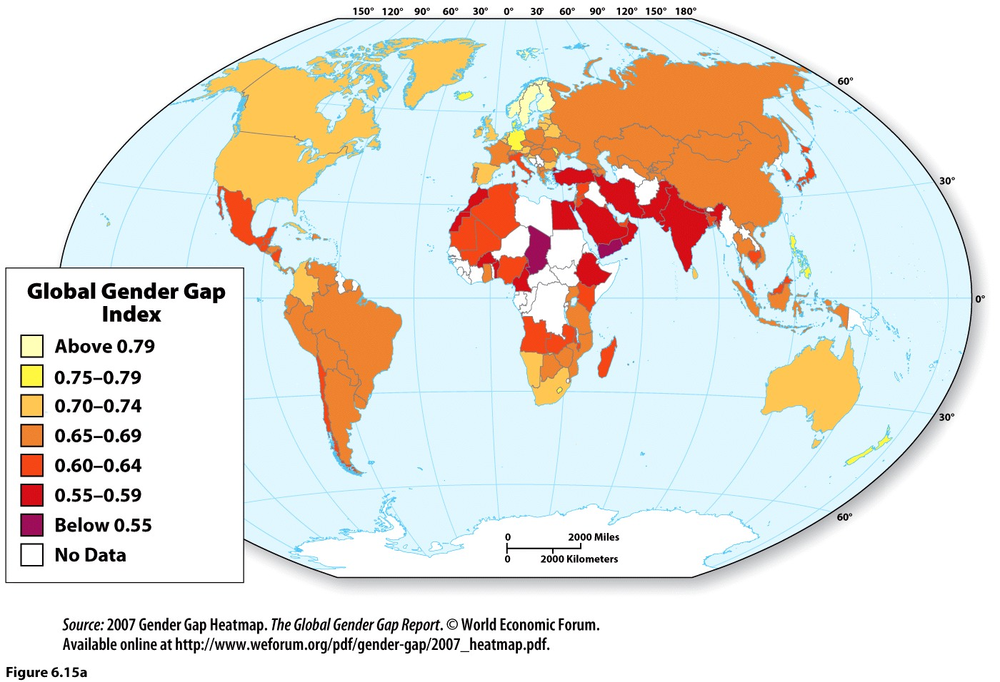 150° 120° 90° 60° 30° 0° 30° 60° 90° 120° 150° 180°
60°
30°
0°
30°
60°
Global Gender Gap
Index
Above 0.79
0.75–0.79
0.70–0.74
0.65–0.69
0.60–0.64
0.55–0.59
Below 0.55
No Data
0 2000 Miles
0 2000 Kilometers
Source: 2007 Gender Gap Heatmap. The Global Gender Gap Report. © World Economic Forum.
Available online at http://www.weforum.org/pdf/gender-gap/2007_heatmap.pdf.
Figure 6.15a